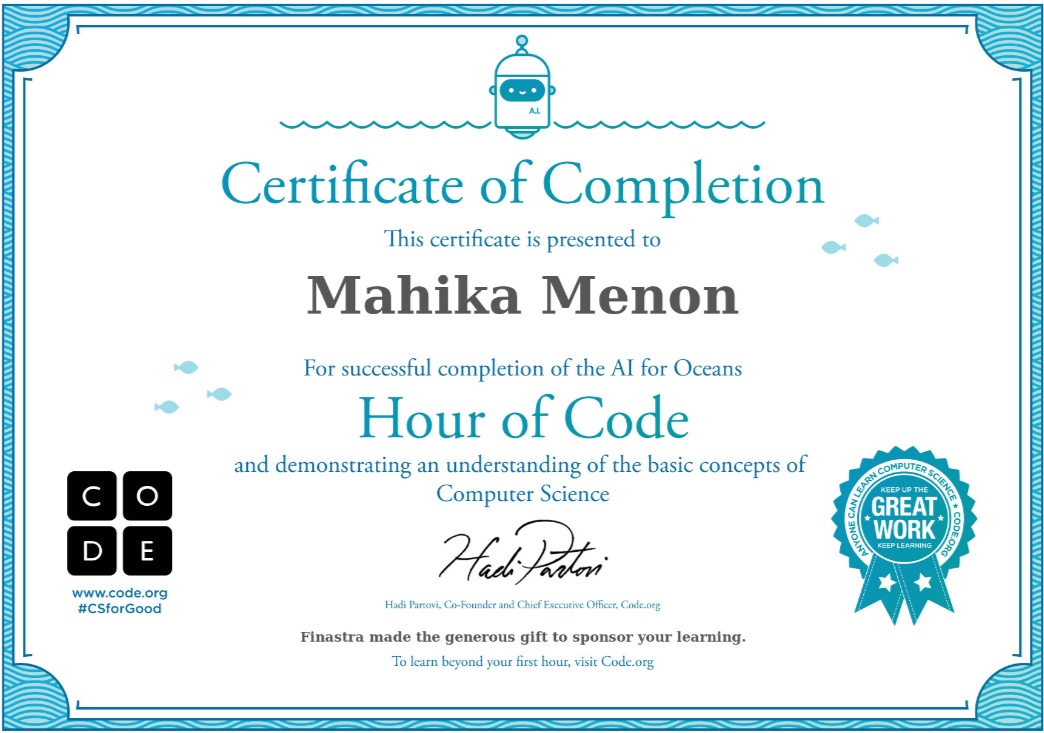 A.I.
Certificate of Completion
This certificate is presented to
Mahika Menon
For successful completion of the AI for Oceans
Hour of Code
and demonstrating an understanding of the basic concepts of
Computer Science
C O
D E
www.code.org
#CSforGood
ANYONE CAN LEARN COMPUTER SCIENCE ★ CODE.ORG
KEEP UP THE
GREAT
WORK
KEEP LEARNING
Hadi Partovi
Hadi Partovi, Co-Founder and Chief Executive Officer, Code.org
Finastra made the generous gift to sponsor your learning.
To learn beyond your first hour, visit Code.org